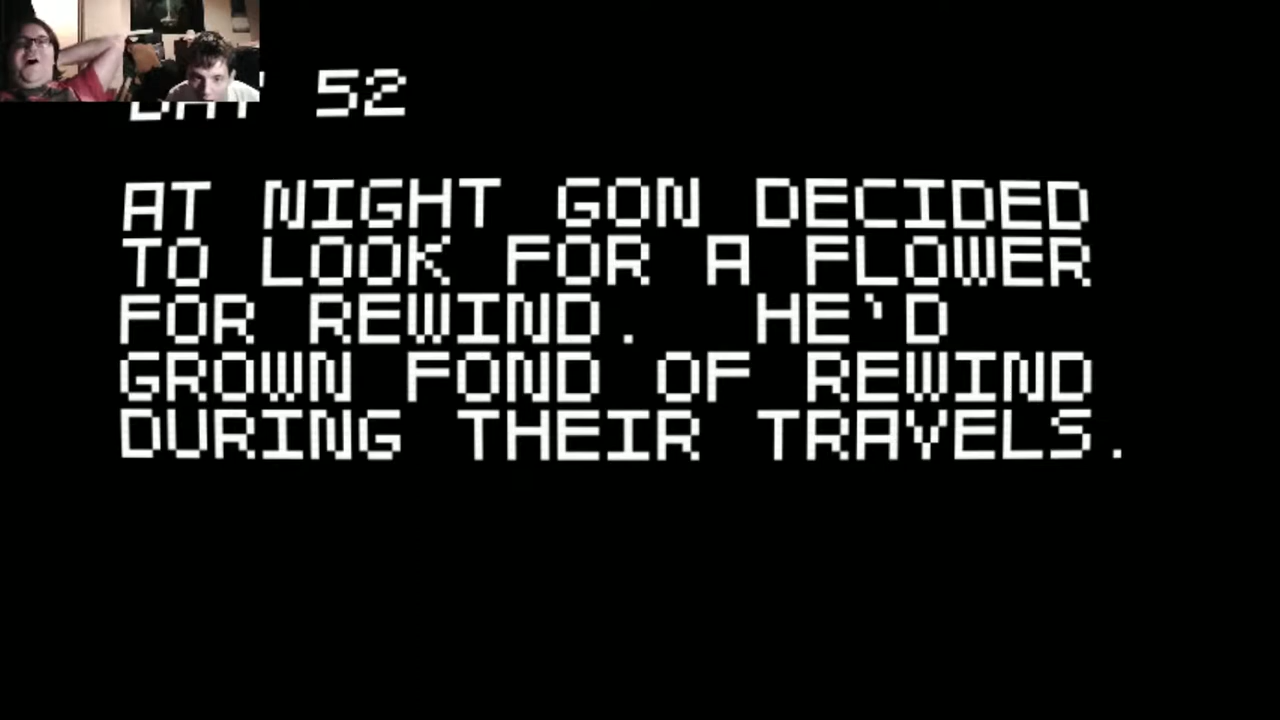 DAY 52
AT NIGHT GON DECIDED
TO LOOK FOR A FLOWER
FOR REWIND. HE'D
GROWN FOND OF REWIND
DURING THEIR TRAVELS.